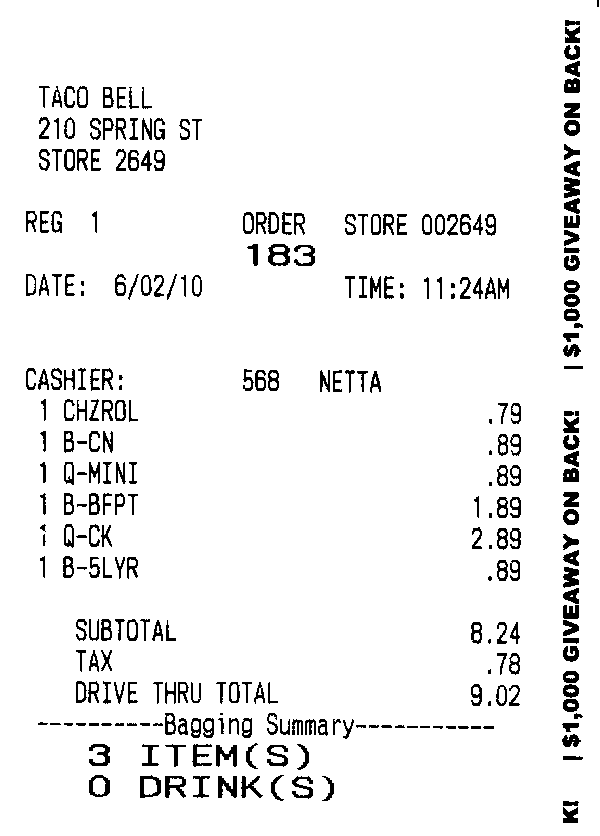 TACO BELL
210 SPRING ST
STORE 2649
REG 1 ORDER STORE 002649
183
DATE: 6/02/10 TIME: 11:24AM
CASHIER: 568 NETTA
1 CHZROL .79
1 B-CN .89
1 Q-MINI .89
1 B-BFPT 1.89
1 Q-CK 2.89
1 B-5LYR .89
SUBTOTAL 8.24
TAX .78
DRIVE THRU TOTAL 9.02
----------Bagging Summary-----------
3 ITEM(S)
0 DRINK(S)
K! | $1,000 GIVEAWAY ON BACK! | $1,000 GIVEAWAY ON BACK!